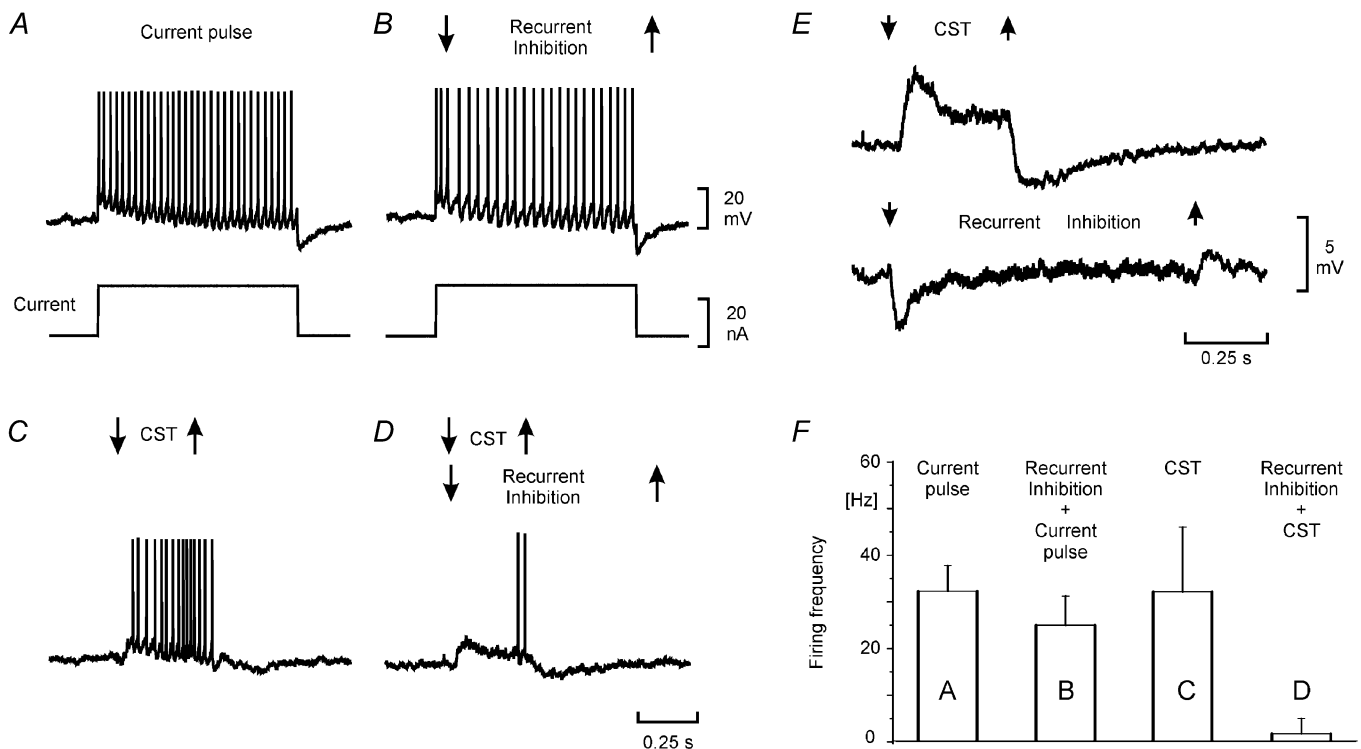 A
Current pulse
B
Recurrent
Inhibition
20
mV
Current
20
nA
E
CST
Recurrent Inhibition
5
mV
0.25 s
C
CST
D
CST
Recurrent
Inhibition
0.25 s
F
60
[Hz]
40
20
0
Firing frequency
Current
pulse
Recurrent
Inhibition
+
Current
pulse
CST
Recurrent
Inhibition
+
CST
A
B
C
D